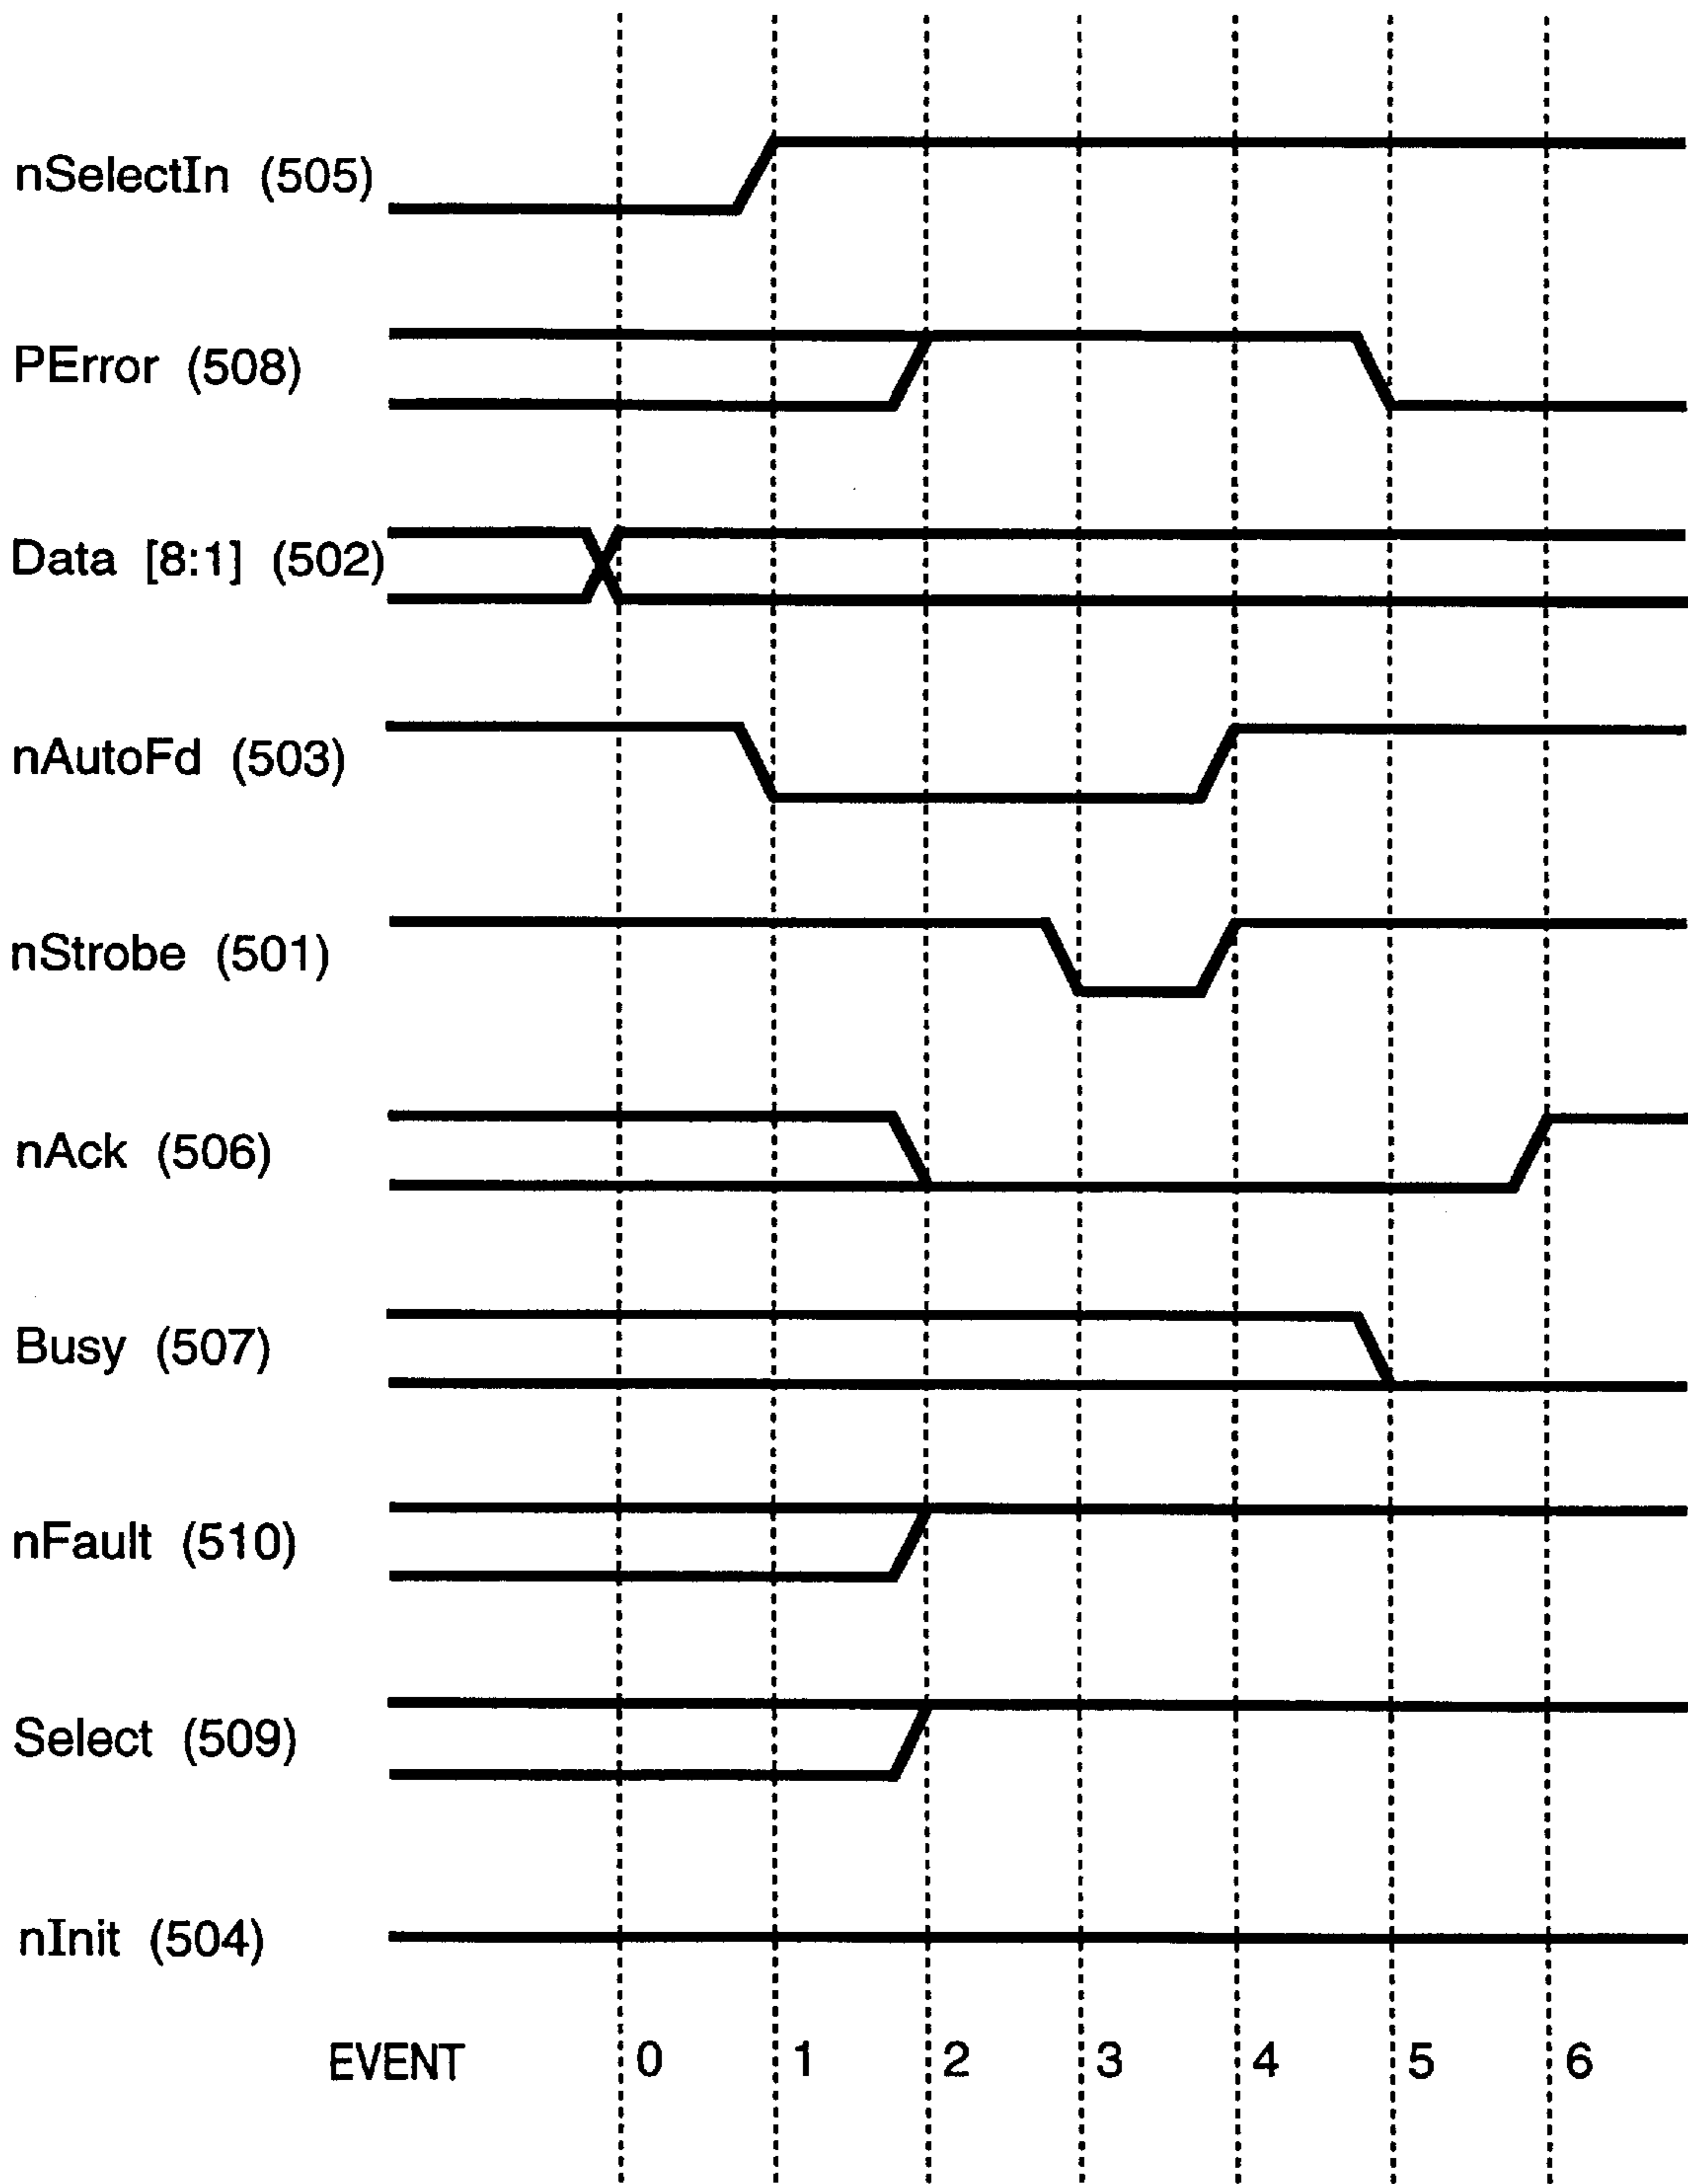 nSelectIn (505)
PError (508)
Data [8:1] (502)
nAutoFd (503)
nStrobe (501)
nAck (506)
Busy (507)
nFault (510)
Select (509)
nInit (504)
EVENT 0 1 2 3 4 5 6